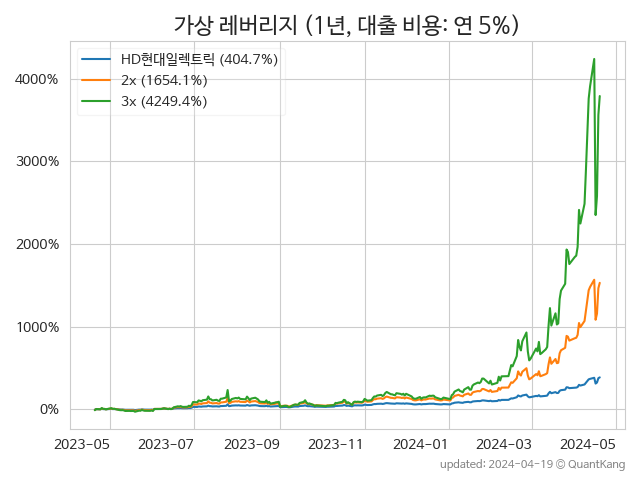 가상 레버리지 (1년, 대출 비용: 연 5%)
HD현대일렉트릭 (404.7%)
2x (1654.1%)
3x (4249.4%)
4000%
3000%
2000%
1000%
0%
2023-05 2023-07 2023-09 2023-11 2024-01 2024-03 2024-05
updated: 2024-04-19 © QuantKang